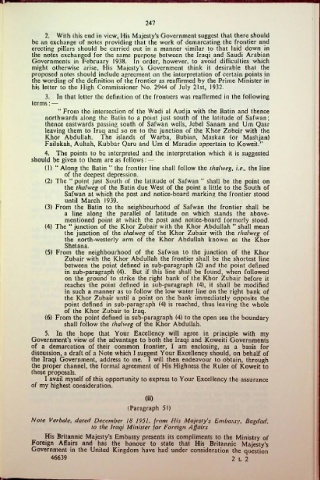 247
2. With this end in view, His Majesty's Government suggest that there should
be an exchange of notes providing that the work of demarcating the frontier and
erecting pillars should be carried out in a manner similar to that laid down in
the notes exchanged for the same purpose between the Iraqi and Saudi Arabian
Governments in February 1938. In order, however, to avoid difficulties which
might otherwise arise, His Majesty's Government think it desirable that the
proposed notes should include agreement on the interpretation of certain points in
the wording of the definition of the frontier as reaffirmed by the Prime Minister in
his letter to the High Commissioner No. 2944 of July 21st, 1932.
3. In that letter the definition of the frontiers was reaffirmed in the following
terms:—
"From the intersection of the Wadi al Audja with the Batin and thence
northwards along the Batin to a point just south of the latitude of Safwan;
thence eastwards passing south of Safwan wells, Jebel Sanam and Um Qasr
leaving them to Iraq and so on to the junction of the Khor Zobeir with the
Khor Abdullah. The islands of Warba, Bubian, Maskan (or Mashjan)
Failakah, Auhah, Kubbar Qaru and Um el Maradin appertain to Koweit."
4. The points to be interpreted and the interpretation which it is suggested
should be given to them are as follows:—
(1) "Along the Batin" the frontier line shall follow the thalweg, i.e., the line
of the deepest depression.
(2) The "point just South of the latitude of Safwan" shall be the point on
the thalweg of the Batin due West of the point a little to the South of
Safwan at which the post and notice-board marking the frontier stood
until March 1939.
(3) From the Batin to the neighbourhood of Safwan the frontier shall be
a line along the parallel of latitude on which stands the above-
mentioned point at which the post and notice-board formerly stood.
(4) The "junction of the Khor Zubair with the Khor Abdullah" shall mean
the junction of the thalweg of the Khor Zubair with the thalweg of
the north-westerly arm of the Khor Abdullah known as the Khor
Shetana.
(5) From the neighbourhood of the Safwan to the junction of the Khor
Zubair with the Khor Abdullah the frontier shall be the shortest line
between the point defined in sub-paragraph (2) and the point defined
in sub-paragraph (4). But if this line shall be found, when followed
on the ground to strike the right bank of the Khor Zubair before it
reaches the point defined in sub-paragraph (4), it shall be modified
in such a manner as to follow the low water line on the right bank of
the Khor Zubair until a point on the bank immediately opposite the
point defined in sub-paragraph (4) is reached, thus leaving the whole
of the Khor Zubair to Iraq.
(6) From the point defined in sub-paragraph (4) to the open sea the boundary
shall follow the thalweg of the Khor Abdullah.
5. In the hope that Your Excellency will agree in principle with my
Government's view of the advantage to both the Iraqi and Koweiti Governments
of a demarcation of their common frontier, I am enclosing, as a basis for
discussion, a draft of a Note which I suggest Your Excellency should, on behalf of
the Iraqi Government, address to me. I will then endeavour to obtain, through
the proper channel, the formal agreement of His Highness the Ruler of Koweit to
these proposals.
I avail myself of this opportunity to express to Your Excellency the assurance
of my highest consideration.
(ii)
(Paragraph 51)
Note Verbale, dated December 18 1951, from His Majesty's Embassy, Bagdad,
to the Iraqi Minister for Foreign Affairs
His Britannic Majesty's Embassy presents its compliments to the Ministry of
Foreign Affairs and has the honour to state that His Britannic Majesty's
Government in the United Kingdom have had under consideration the question
46639 2 L 2